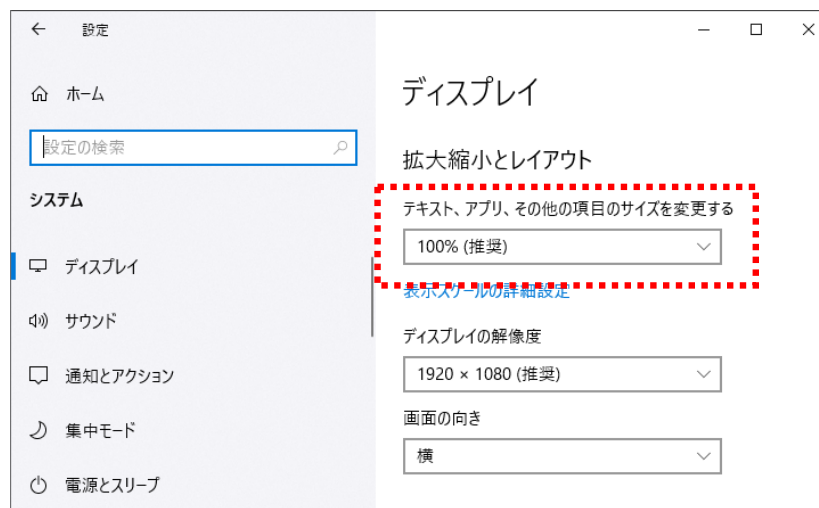 設定
ホーム
設定の検索
システム
ディスプレイ
サウンド
通知とアクション
集中モード
電源とスリープ
ディスプレイ
拡大縮小とレイアウト
テキスト、アプリ、その他の項目のサイズを変更する
100% (推奨)
表示スケールの詳細設定
ディスプレイの解像度
1920 × 1080 (推奨)
画面の向き
横